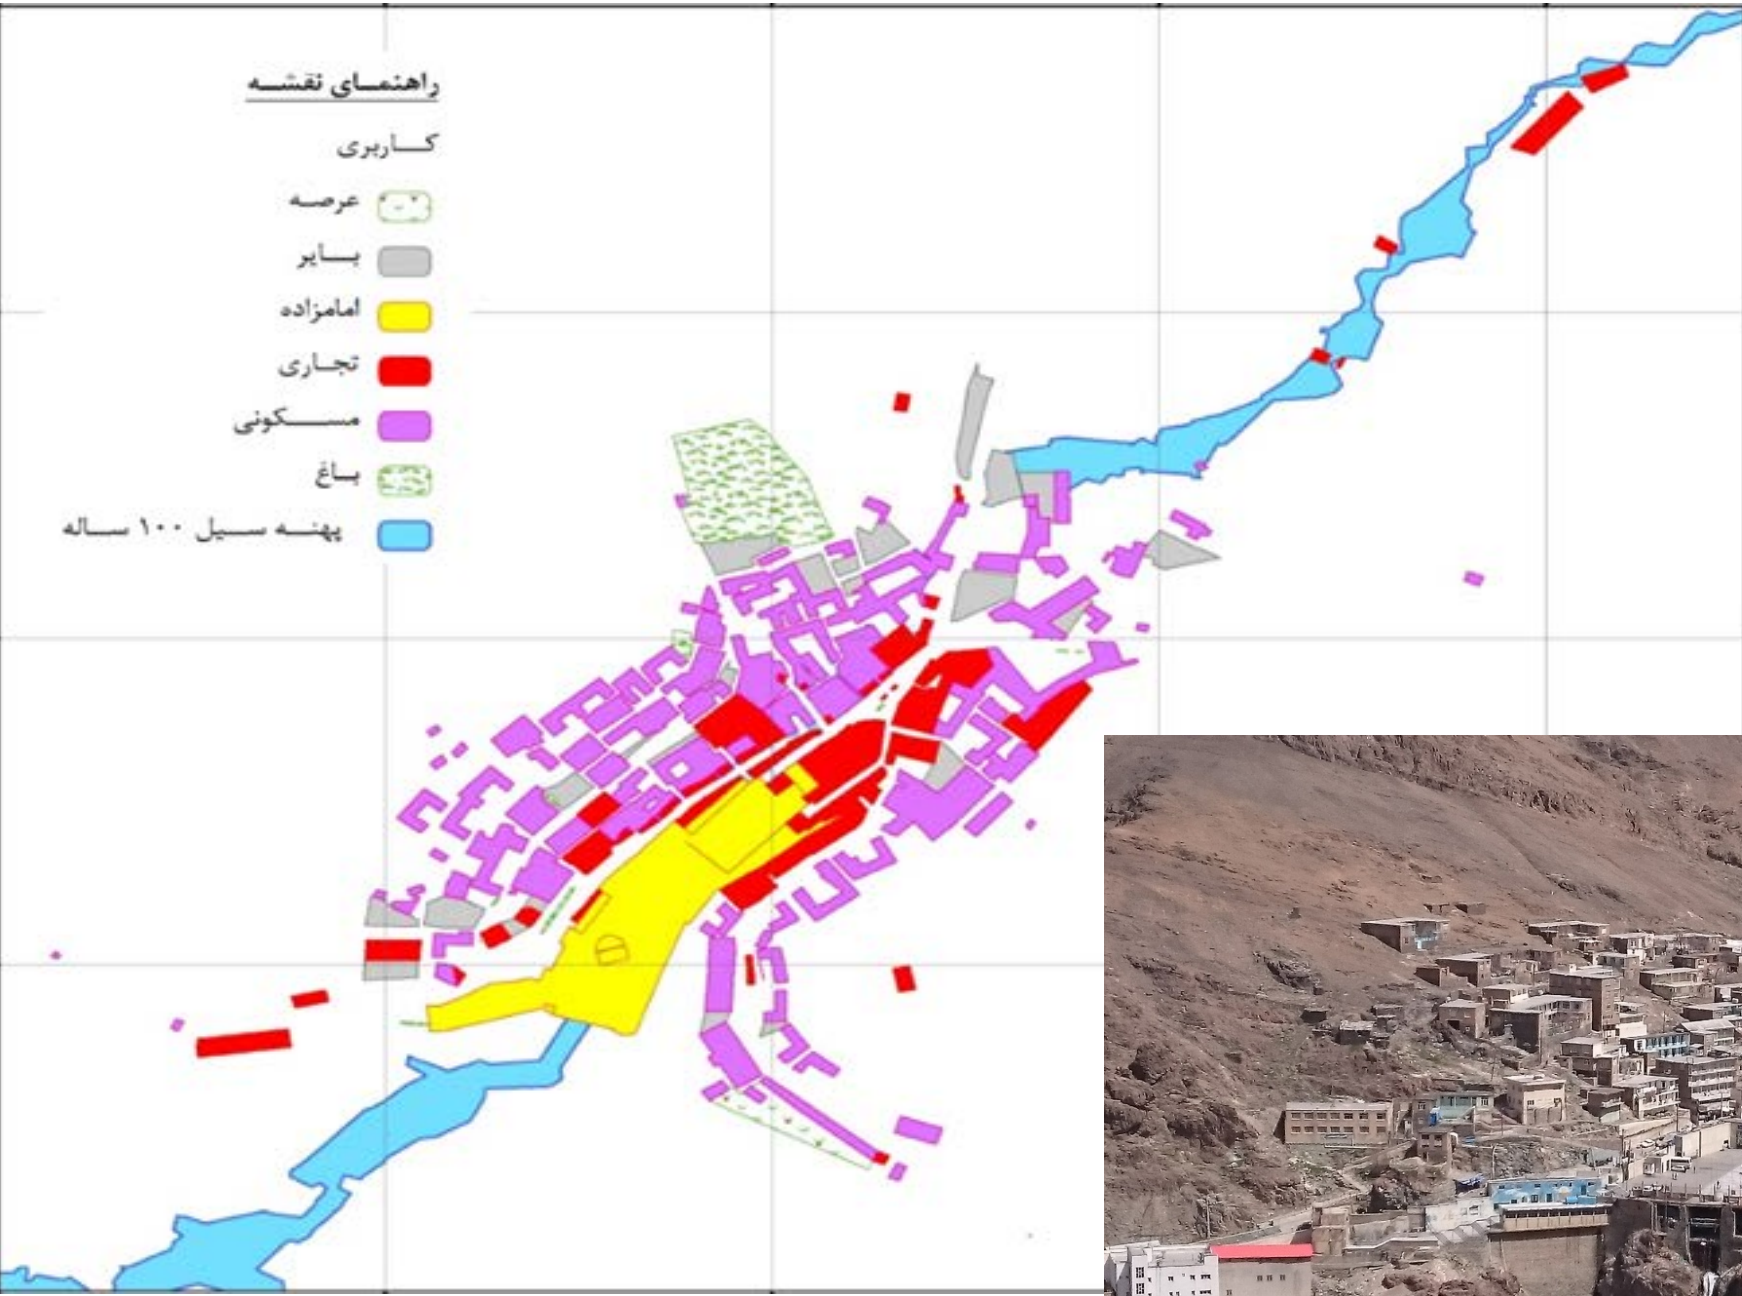 راهنمای نقشه
کاربری
عرصه
بایر
امامزاده
تجاری
مسکونی
باغ
پهنه سیل ۱۰۰ ساله